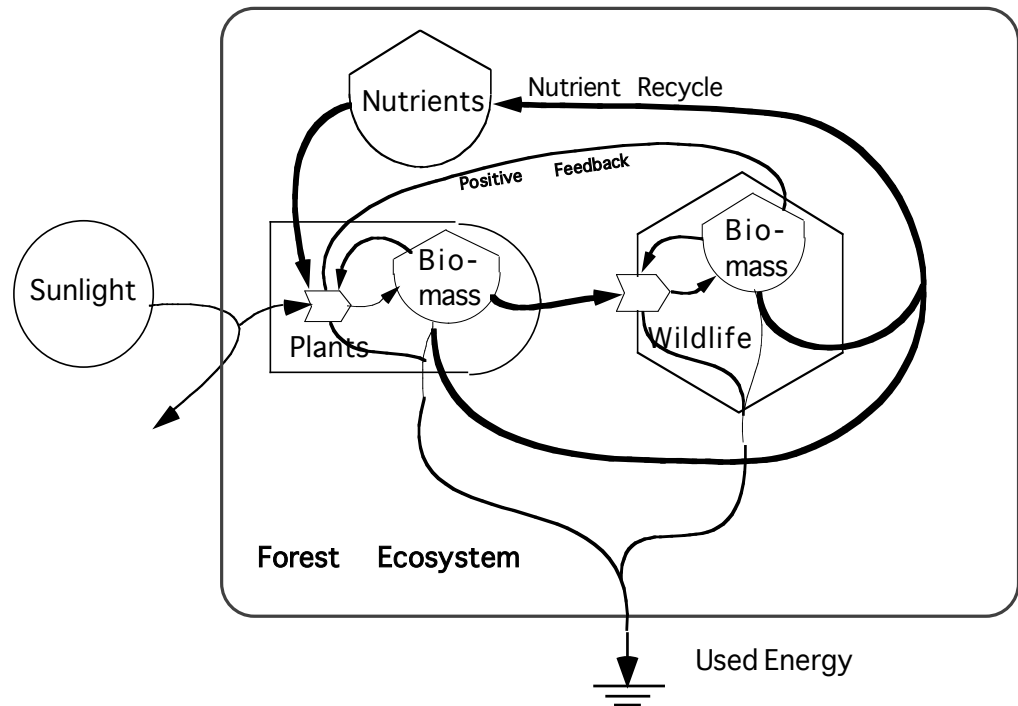 Nutrients
Nutrient Recycle
Positive Feedback
Sunlight
Bio-
mass
Plants
Bio-
mass
Wildlife
Forest Ecosystem
Used Energy